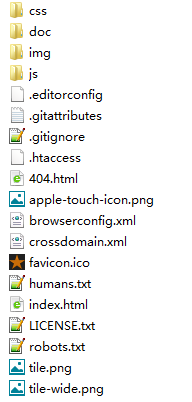 css
doc
img
js
.editorconfig
.gitattributes
.gitignore
.htaccess
404.html
apple-touch-icon.png
browserconfig.xml
crossdomain.xml
favicon.ico
humans.txt
index.html
LICENSE.txt
robots.txt
tile.png
tile-wide.png